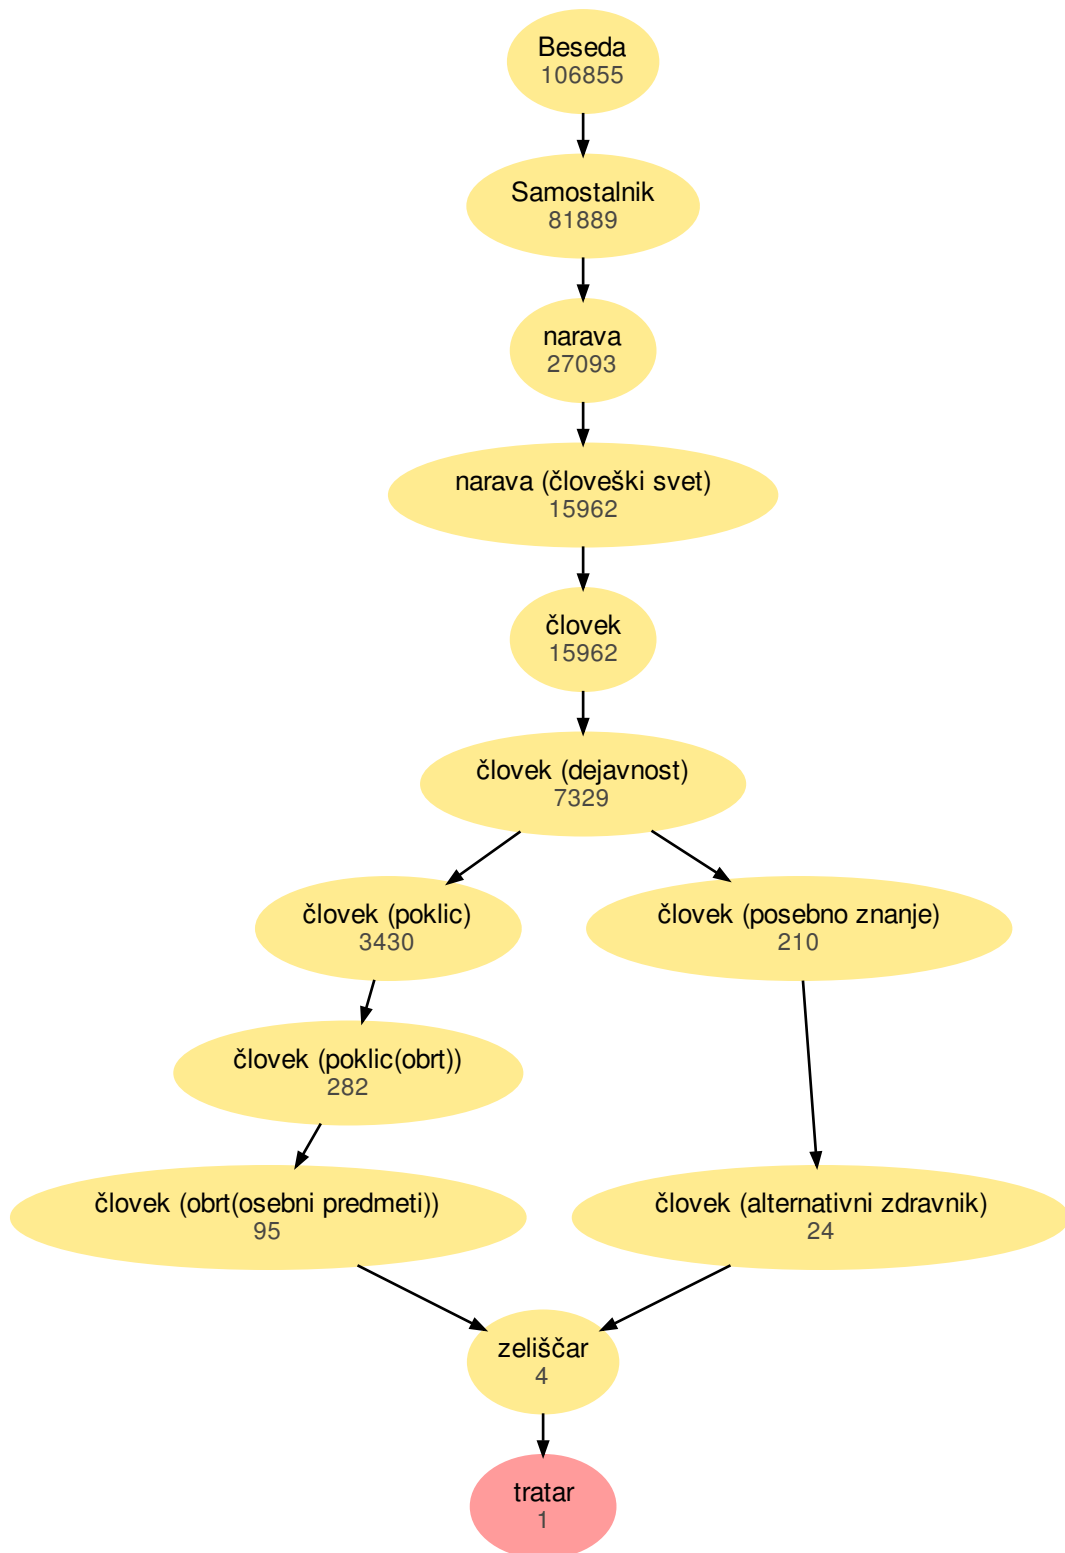 Beseda
106855
Samostalnik
81889
narava
27093
narava (človeški svet)
15962
človek
15962
človek (dejavnost)
7329
človek (poklic)
3430
človek (posebno znanje)
210
človek (poklic(obrt))
282
človek (obrt(osebni predmeti))
95
človek (alternativni zdravnik)
24
zeliščar
4
tratar
1